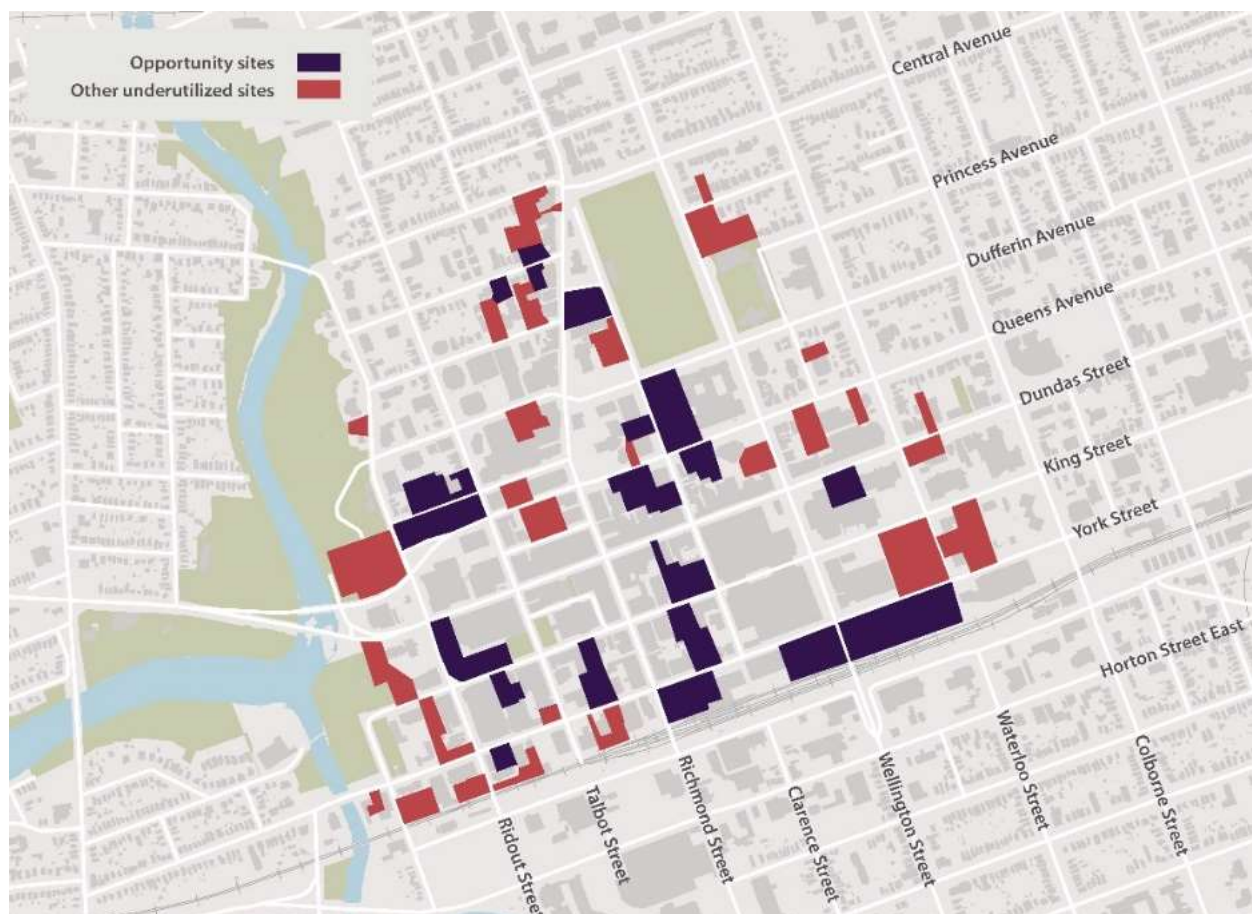 Opportunity sites
Other underutilized sites
Central Avenue
Princess Avenue
Dufferin Avenue
Queens Avenue
Dundas Street
King Street
York Street
Horton Street East
Colborne Street
Waterloo Street
Wellington Street
Clarence Street
Richmond Street
Talbot Street
Ridout Street